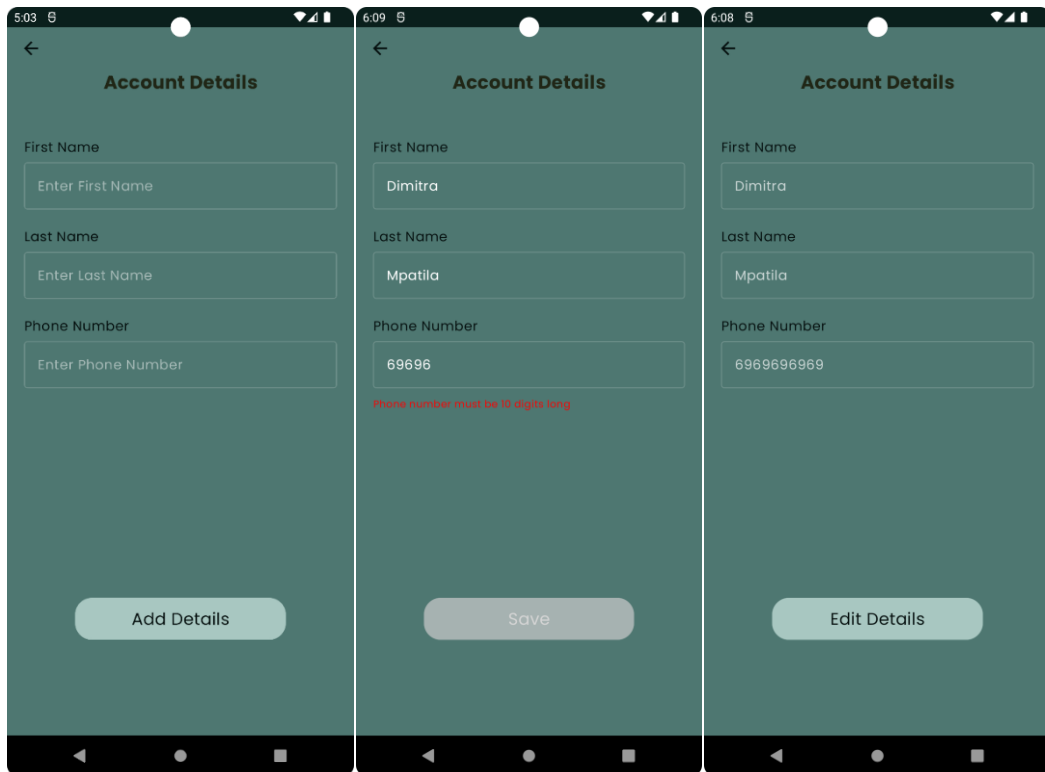 5:03
Account Details
First Name
Enter First Name
Last Name
Enter Last Name
Phone Number
Enter Phone Number
Add Details
6:09
Account Details
First Name
Dimitra
Last Name
Mpatila
Phone Number
69696
Phone number must be 10 digits long
Save
6:08
Account Details
First Name
Dimitra
Last Name
Mpatila
Phone Number
6969696969
Edit Details